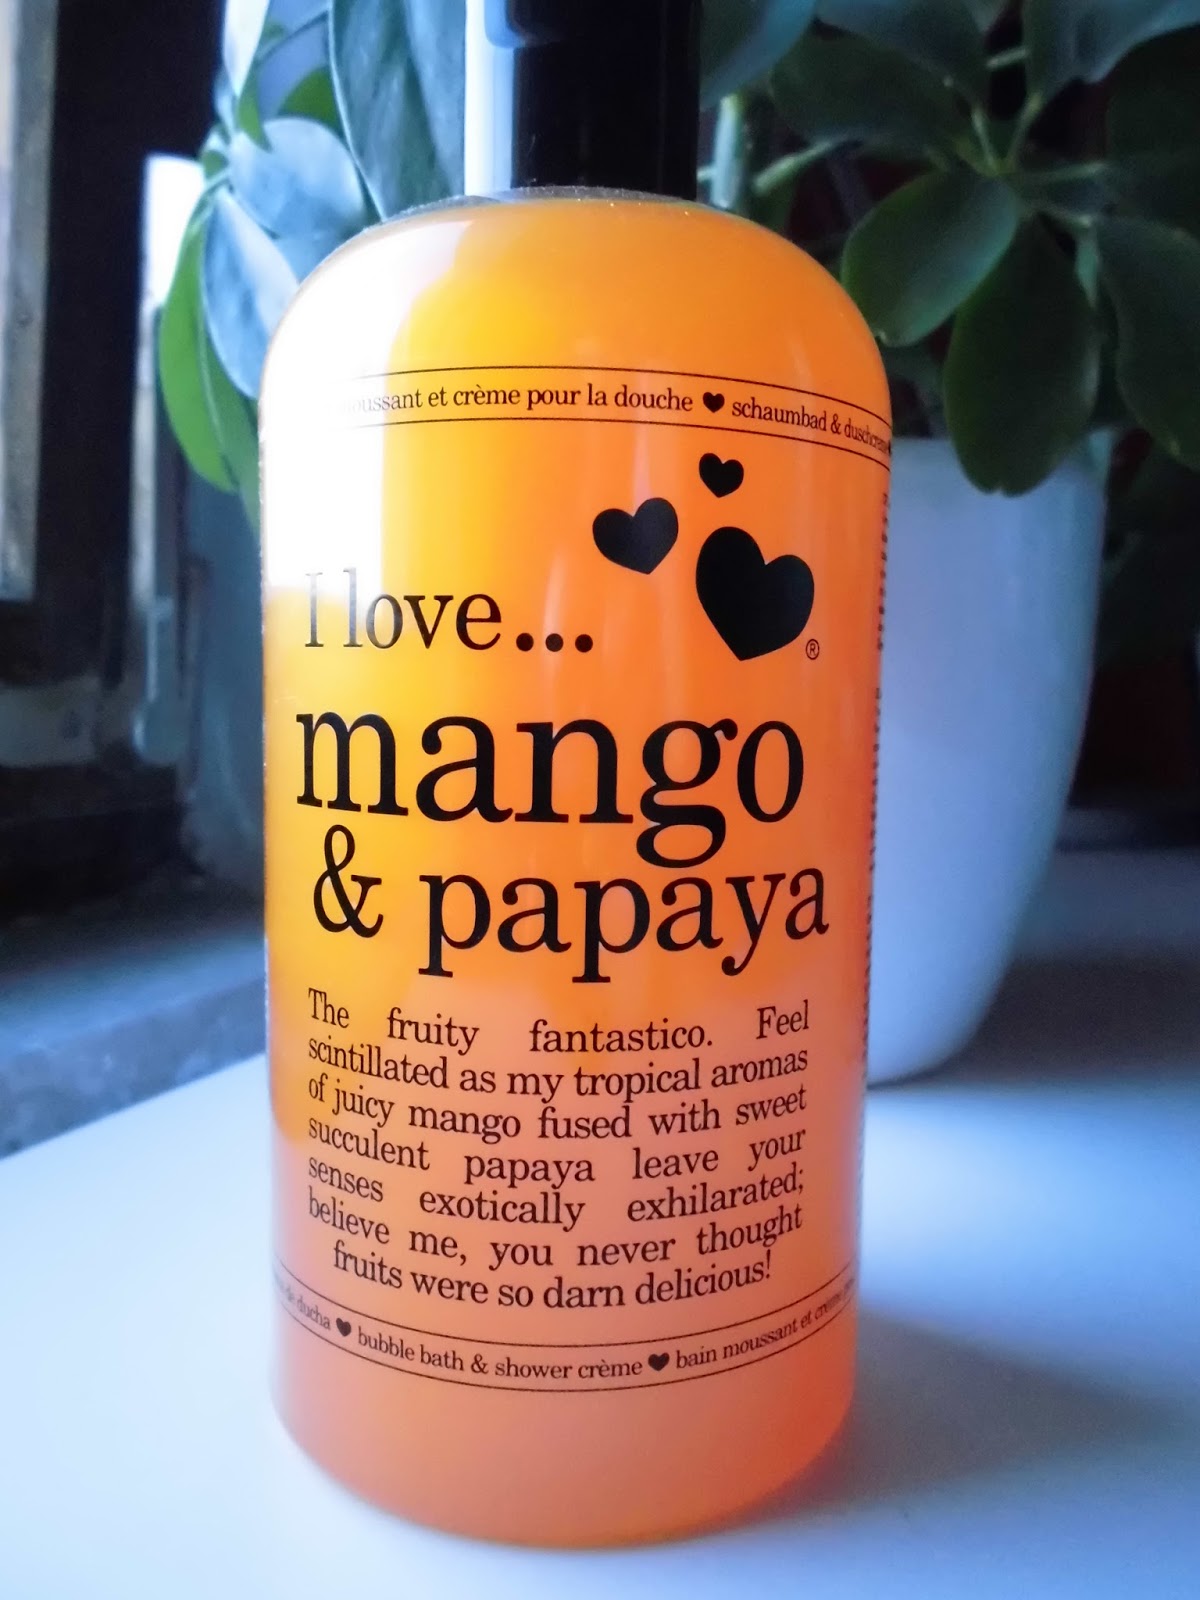 et crème pour la douche ♥ schaumbad & duschcreme
I love...
®
mango
& papaya
The fruity fantastico. Feel
scintillated as my tropical aromas
of juicy mango fused with sweet
succulent papaya leave your
senses exotically exhilarated;
believe me, you never thought
fruits were so darn delicious!
de ducha ♥ bubble bath & shower crème ♥ bain moussant et crème